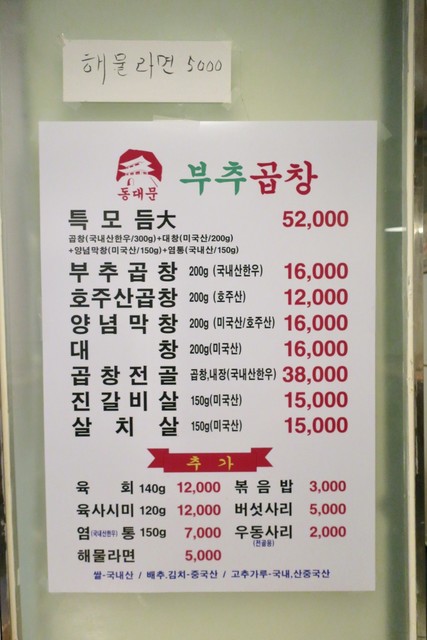 해물라면 5000
동대문 부추곱창
특모듬大 52,000
곱창(국내산한우/300g)+대창(미국산/200g)
+양념막창(미국산/150g)+염통(국내산/150g)
부추곱창 200g (국내산한우) 16,000
호주산곱창 200g (호주산) 12,000
양념막창 200g (미국산/호주산) 16,000
대창 200g(미국산) 16,000
곱창전골 곱창,내장(국내산한우) 38,000
진갈비살 150g(미국산) 15,000
살치살 150g(미국산) 15,000
추가
육회 140g 12,000 볶음밥 3,000
육사시미 120g 12,000 버섯사리 5,000
염(국내산한우)통 150g 7,000 우동사리 2,000
(전골용)
해물라면 5,000
쌀-국내산 / 배추,김치-중국산 / 고추가루-국내,산중국산